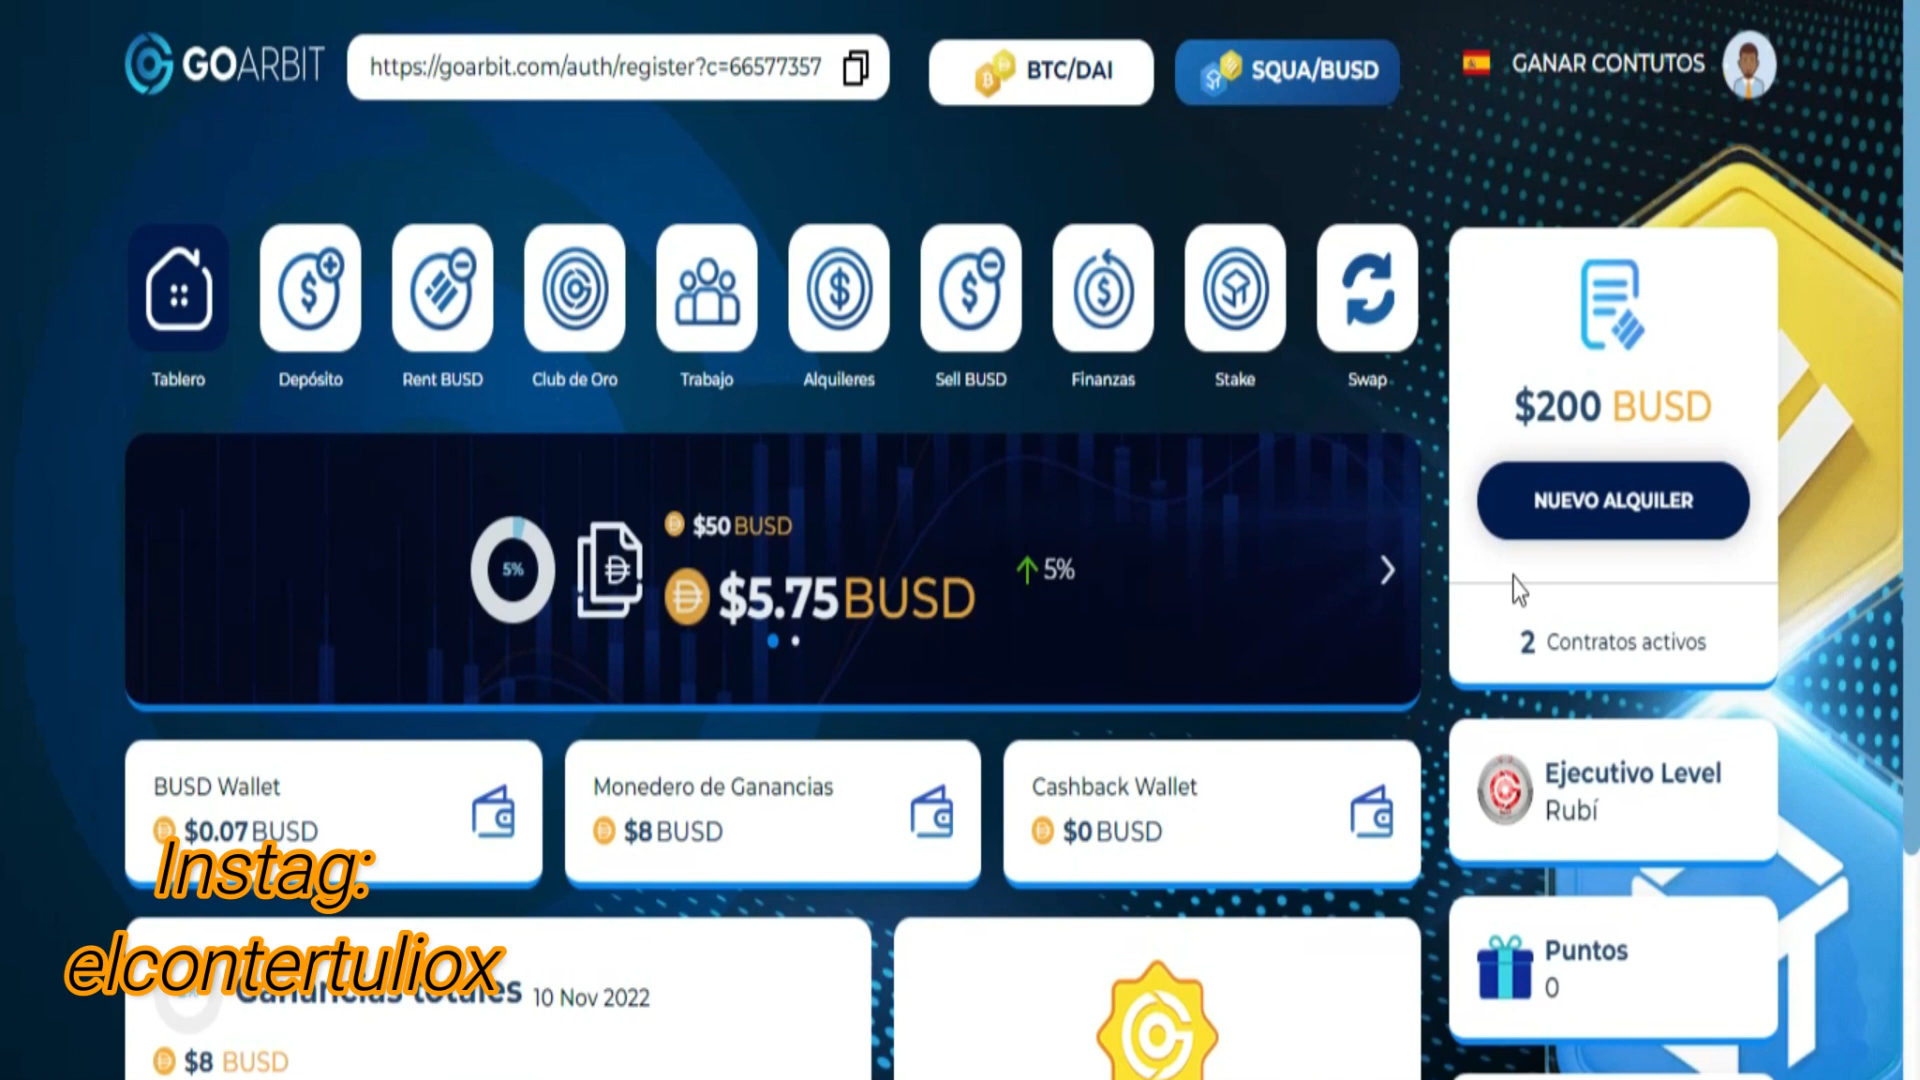 GOARBIT
https://goarbit.com/auth/register?c=66577357
BTC/DAI
SQUA/BUSD
GANAR CONTUTOS
Tablero
Depósito
Rent BUSD
Club de Oro
Trabajo
Alquileres
Sell BUSD
Finanzas
Stake
Swap
$200 BUSD
NUEVO ALQUILER
2 Contratos activos
5%
$50 BUSD
$5.75 BUSD
5%
BUSD Wallet
$0.07 BUSD
Monedero de Ganancias
$8 BUSD
Cashback Wallet
$0 BUSD
Ejecutivo Level
Rubí
Puntos
0
Instag:
elcontertuliox
Ganancias totales 10 Nov 2022
$8 BUSD